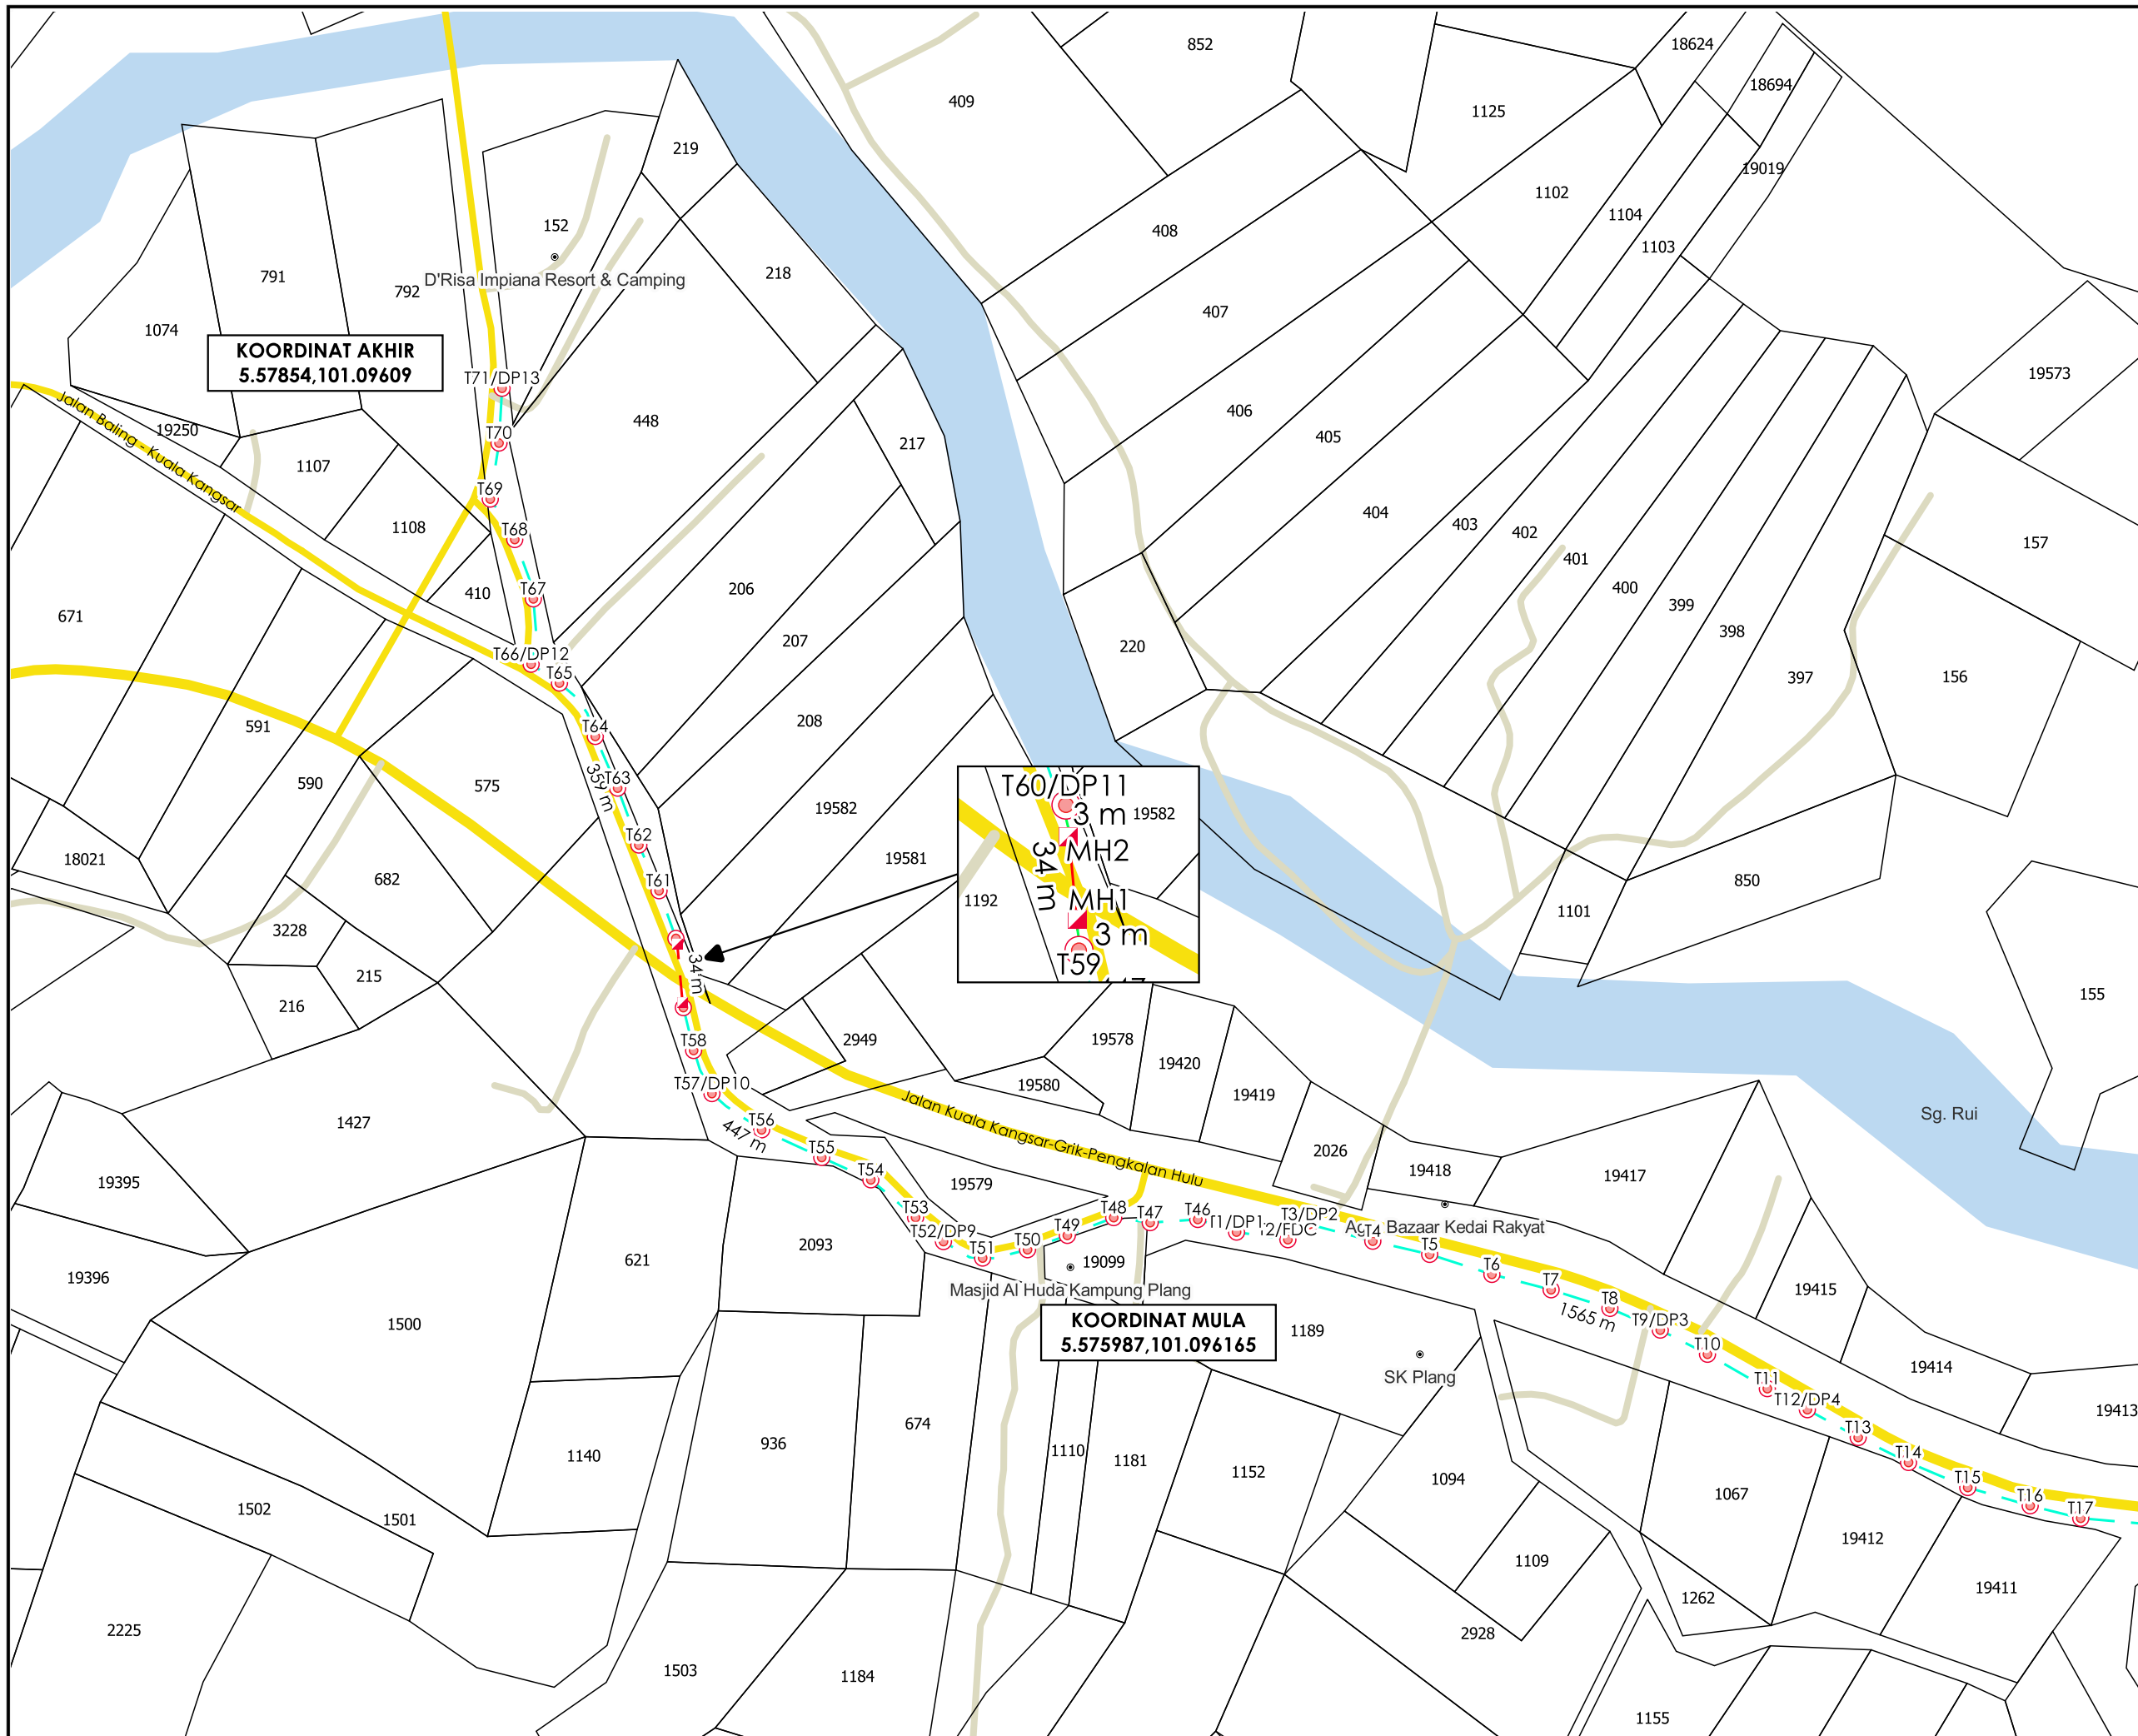 852
18624
409
18694
1125
219
19019
152
1102
1104
408
1103
791
D'Risa Impiana Resort & Camping
792
218
407
1074
KOORDINAT AKHIR
5.57854,101.09609
T71/DP13
19573
Jalan Baling - Kuala Kangsar
406
448
405
19250
T70
217
1107
T69
404
403
1108
T68
402
157
401
410
T67
206
400
399
671
398
207
220
T66/DP12
T65
156
397
208
591
T64
359 m
T63
590
575
19582
T60/DP11
3 m
19582
34 m
MH2
1192
MH1
3 m
T59
T62
18021
19581
682
T61
850
1101
3228
215
34 m
155
216
2949
19578
T58
19420
19580
T57/DP10
19419
Jalan Kuala Kangsar-Grik-Pengkalan Hulu
Sg. Rui
1427
T56
447 m
T55
2026
T54
19418
19417
19395
19579
T53
T48
T47
T46
T1/DP1
T3/DP2
T4
Bazaar Kedai Rakyat
T52/DP9
T49
T50
T51
T5
2093
621
19099
T6
19396
T7
Masjid Al Huda Kampung Plang
19415
T8
1565 m
T9/DP3
KOORDINAT MULA
5.575987,101.096165
1500
1189
T10
SK Plang
19414
T11
T12/DP4
19413
674
T13
936
1110
1140
1181
T14
1152
1094
T15
1067
1502
1501
T16
T17
19412
1109
19411
1262
2225
2928
1503
1184
1155